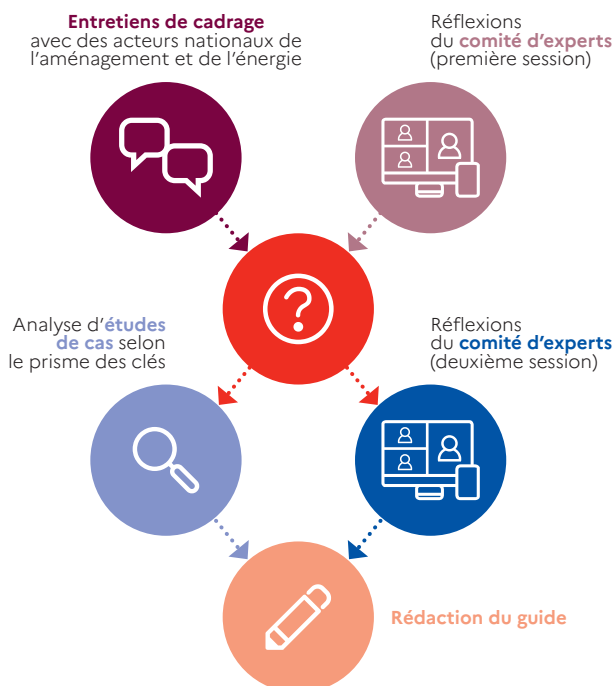 Entretiens de cadrage
avec des acteurs nationaux de
l'aménagement et de l'énergie
Réflexions
du comité d'experts
(première session)
?
Analyse d'études
de cas selon
le prisme des clés
Réflexions
du comité d'experts
(deuxième session)
Rédaction du guide